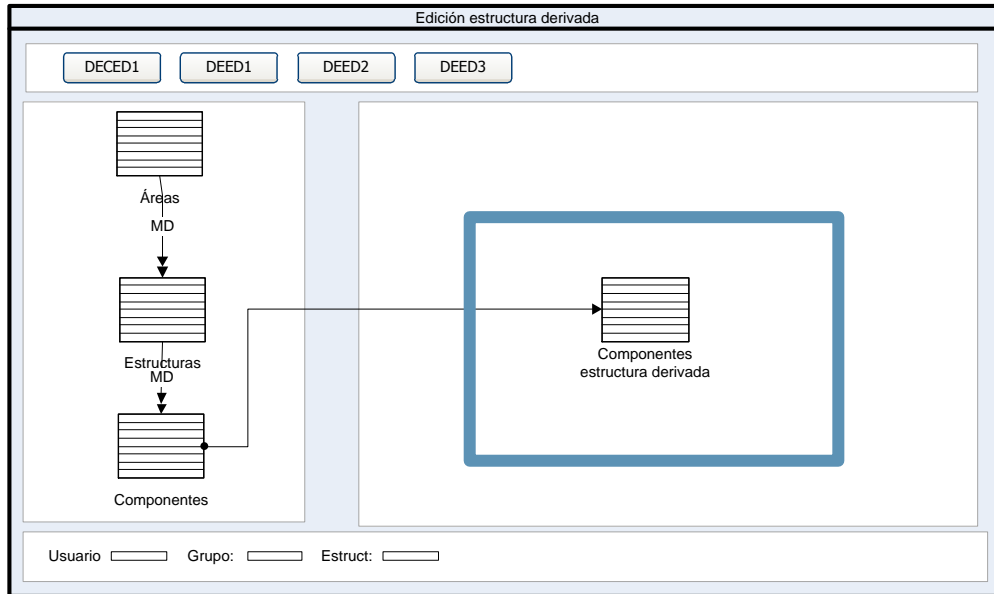 Edición estructura derivada
DECED1 DEED1 DEED2 DEED3
Áreas
MD
Estructuras
MD
Componentes
Componentes
estructura derivada
Usuario Grupo: Estruct: